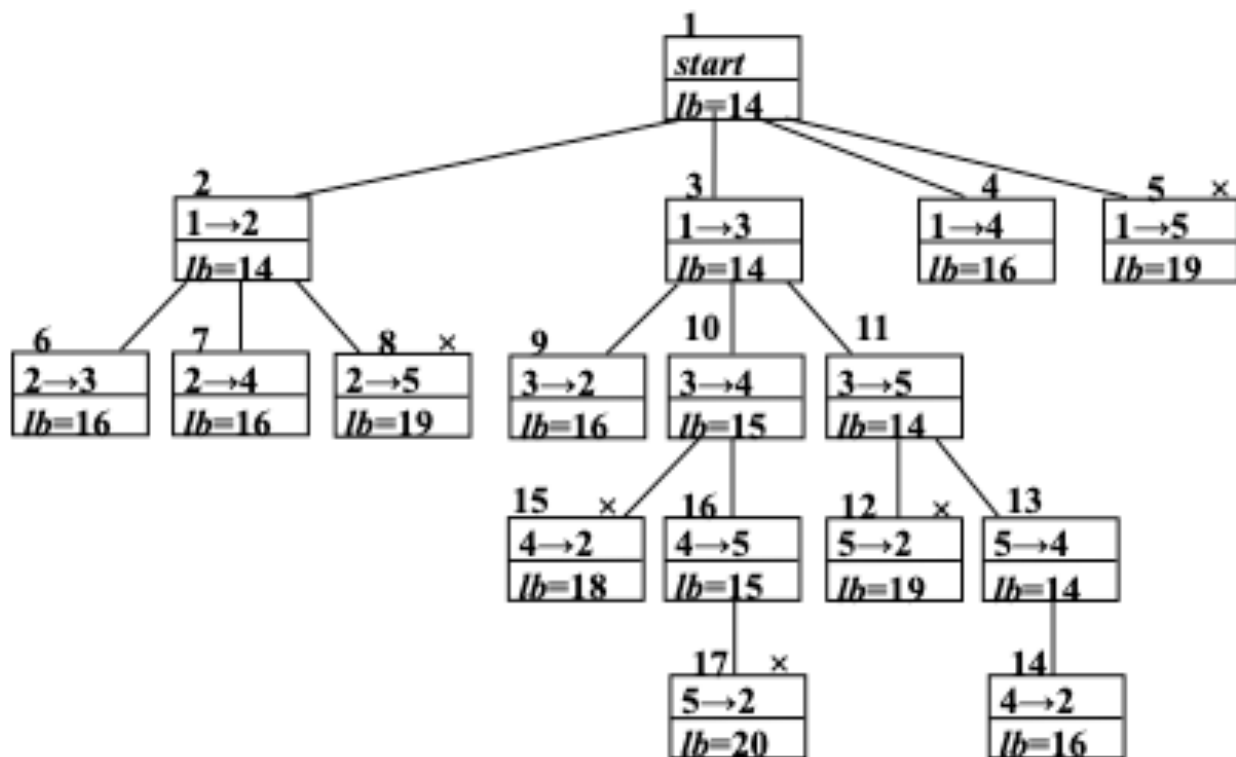 1
start
lb=14
2
3
4
5 ×
1→2
1→3
1→4
1→5
lb=14
lb=14
lb=16
lb=19
6
7
8 ×
9
10
11
2→3
2→4
2→5
3→2
3→4
3→5
lb=16
lb=16
lb=19
lb=16
lb=15
lb=14
15 ×
16
12 ×
13
4→2
4→5
5→2
5→4
lb=18
lb=15
lb=19
lb=14
17 ×
14
5→2
4→2
lb=20
lb=16